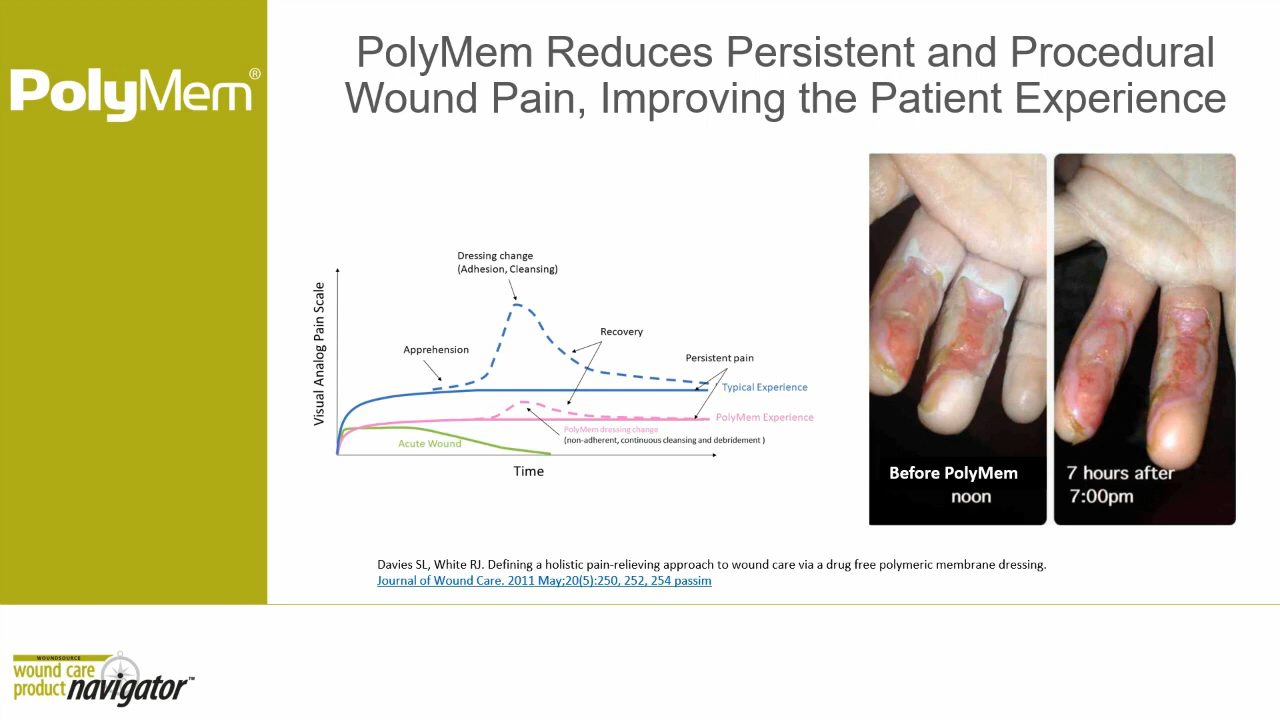 PolyMem®
PolyMem Reduces Persistent and Procedural
Wound Pain, Improving the Patient Experience
Dressing change
(Adhesion, Cleansing)
Visual Analog Pain Scale
Apprehension
Recovery
Persistent pain
Typical Experience
PolyMem Experience
PolyMem dressing change
(non-adherent, continuous cleansing and debridement )
Acute Wound
Time
Before PolyMem
noon
7 hours after
7:00pm
Davies SL, White RJ. Defining a holistic pain-relieving approach to wound care via a drug free polymeric membrane dressing.
Journal of Wound Care. 2011 May;20(5):250, 252, 254 passim
WOUNDSOURCE
wound care
product navigator™